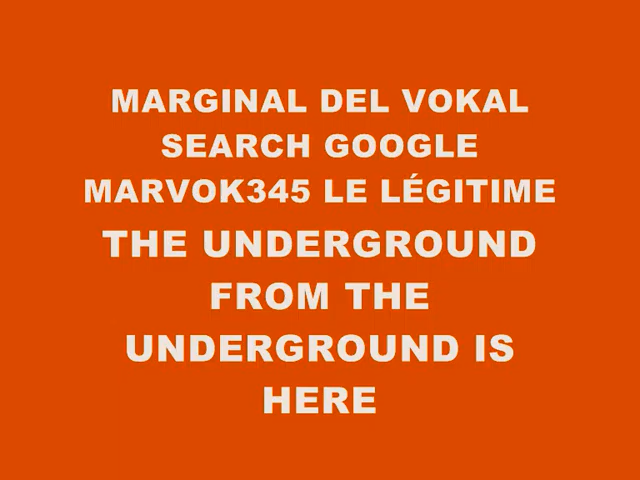 MARGINAL DEL VOKAL
SEARCH GOOGLE
MARVOK345 LE LÉGITIME
THE UNDERGROUND
FROM THE
UNDERGROUND IS
HERE